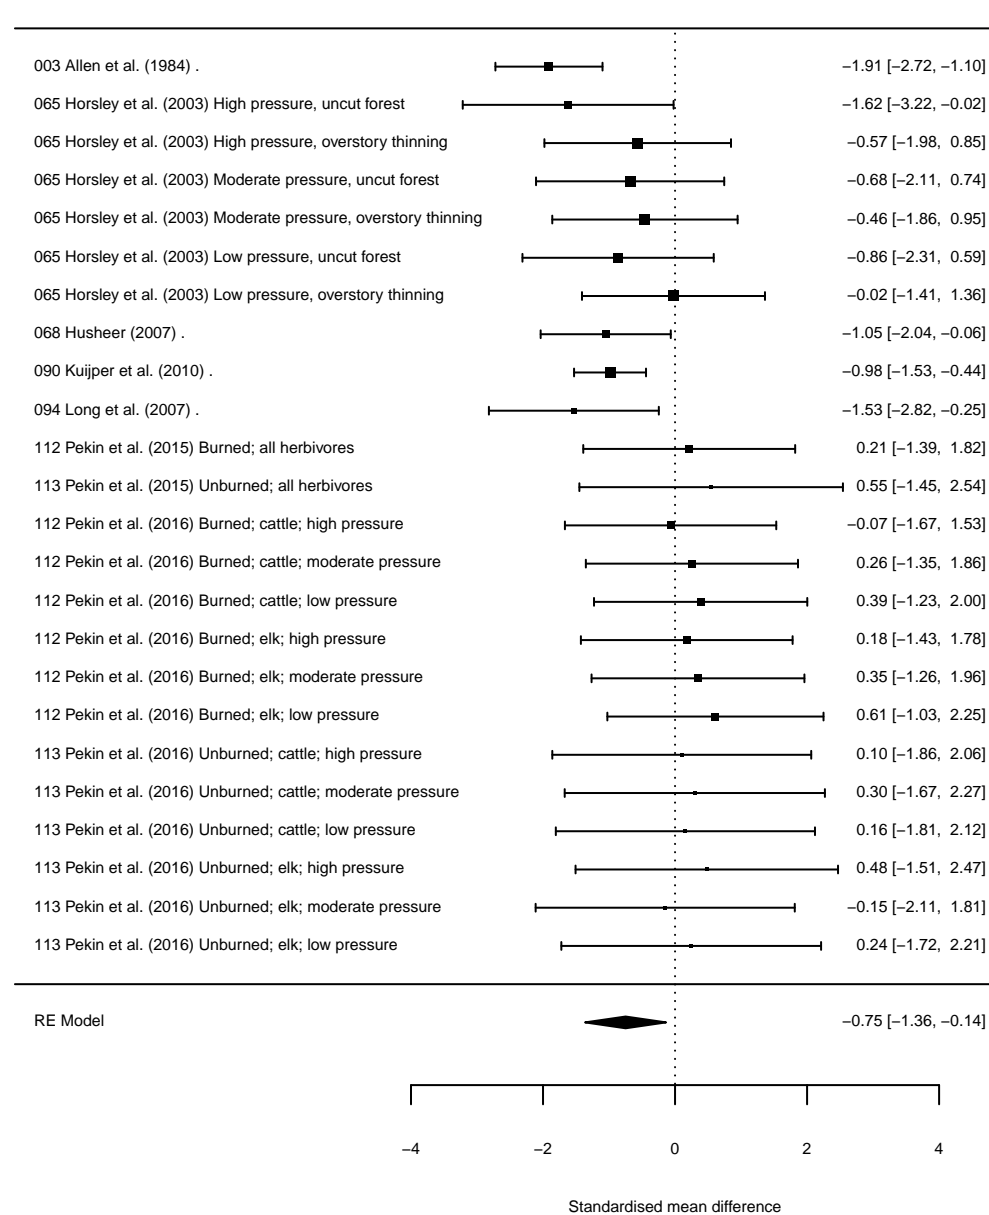 003 Allen et al. (1984) . −1.91 [−2.72, −1.10]
065 Horsley et al. (2003) High pressure, uncut forest −1.62 [−3.22, −0.02]
065 Horsley et al. (2003) High pressure, overstory thinning −0.57 [−1.98, 0.85]
065 Horsley et al. (2003) Moderate pressure, uncut forest −0.68 [−2.11, 0.74]
065 Horsley et al. (2003) Moderate pressure, overstory thinning −0.46 [−1.86, 0.95]
065 Horsley et al. (2003) Low pressure, uncut forest −0.86 [−2.31, 0.59]
065 Horsley et al. (2003) Low pressure, overstory thinning −0.02 [−1.41, 1.36]
068 Husheer (2007) . −1.05 [−2.04, −0.06]
090 Kuijper et al. (2010) . −0.98 [−1.53, −0.44]
094 Long et al. (2007) . −1.53 [−2.82, −0.25]
112 Pekin et al. (2015) Burned; all herbivores 0.21 [−1.39, 1.82]
113 Pekin et al. (2015) Unburned; all herbivores 0.55 [−1.45, 2.54]
112 Pekin et al. (2016) Burned; cattle; high pressure −0.07 [−1.67, 1.53]
112 Pekin et al. (2016) Burned; cattle; moderate pressure 0.26 [−1.35, 1.86]
112 Pekin et al. (2016) Burned; cattle; low pressure 0.39 [−1.23, 2.00]
112 Pekin et al. (2016) Burned; elk; high pressure 0.18 [−1.43, 1.78]
112 Pekin et al. (2016) Burned; elk; moderate pressure 0.35 [−1.26, 1.96]
112 Pekin et al. (2016) Burned; elk; low pressure 0.61 [−1.03, 2.25]
113 Pekin et al. (2016) Unburned; cattle; high pressure 0.10 [−1.86, 2.06]
113 Pekin et al. (2016) Unburned; cattle; moderate pressure 0.30 [−1.67, 2.27]
113 Pekin et al. (2016) Unburned; cattle; low pressure 0.16 [−1.81, 2.12]
113 Pekin et al. (2016) Unburned; elk; high pressure 0.48 [−1.51, 2.47]
113 Pekin et al. (2016) Unburned; elk; moderate pressure −0.15 [−2.11, 1.81]
113 Pekin et al. (2016) Unburned; elk; low pressure 0.24 [−1.72, 2.21]
RE Model −0.75 [−1.36, −0.14]
−4 −2 0 2 4
Standardised mean difference